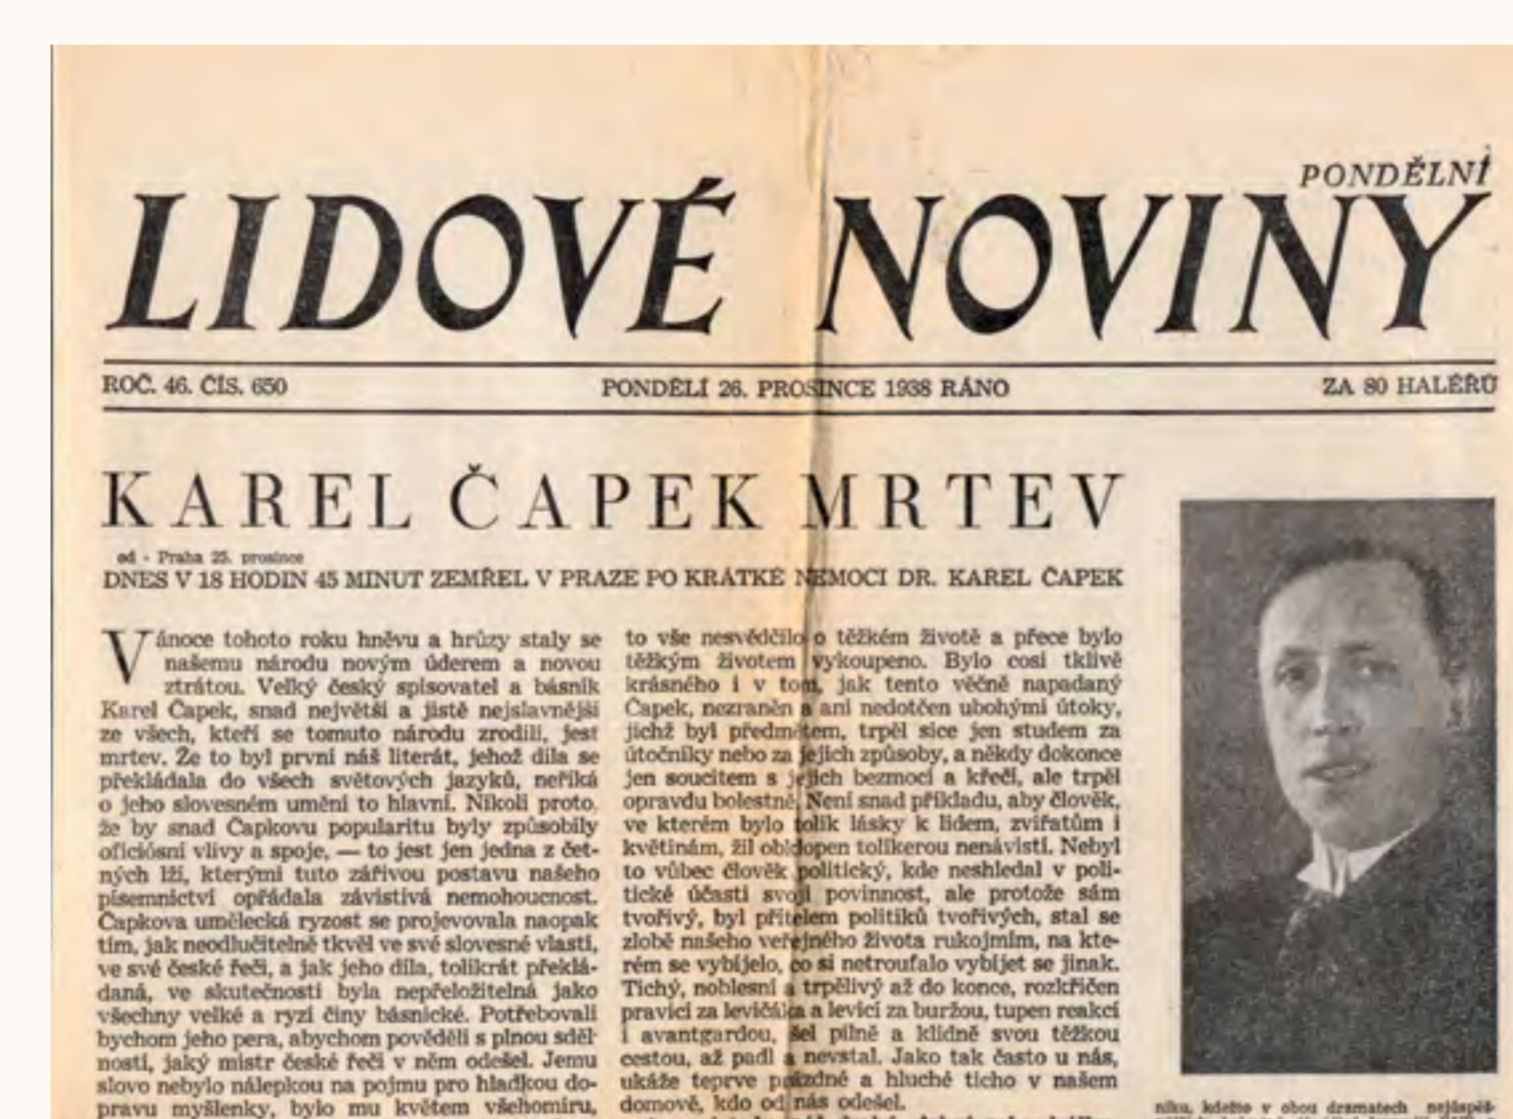 PONDĚLNÍ
LIDOVÉ NOVINY
ROČ. 46. ČÍS. 650
PONDĚLÍ 26. PROSINCE 1938 RÁNO
ZA 80 HALÉŘŮ
KAREL ČAPEK MRTEV
od - Praha 25. prosince
DNES V 18 HODIN 45 MINUT ZEMŘEL V PRAZE PO KRÁTKÉ NEMOCI DR. KAREL ČAPEK
Vánoce tohoto roku hněvu a hrůzy staly se
našemu národu novým úderem a novou
ztrátou. Velký český spisovatel a básník
Karel Čapek, snad největší a jistě nejslavnější
ze všech, kteří se tomuto národu zrodili, jest
mrtev. Že to byl první náš literát, jehož díla se
překládala do všech světových jazyků, neříká
o jeho slovesném umění to hlavní. Nikoli proto,
že by snad Čapkovu popularitu byly způsobily
oficiósní vlivy a spoje, — to jest jen jedna z čet-
ných lží, kterými tuto zářivou postavu našeho
písemnictví opřádala závistivá nemohoucnost.
Čapkova umělecká ryzost se projevovala naopak
tím, jak neodlučitelně tkvěl ve své slovesné vlasti,
ve své české řeči, a jak jeho díla, tolikrát překlá-
daná, ve skutečnosti byla nepřeložitelná jako
všechny velké a ryzí činy básnické. Potřebovali
bychom jeho pera, abychom pověděli s plnou sděl-
ností, jaký mistr české řeči v něm odešel. Jemu
slovo nebylo nálepkou na pojmu pro hladkou do-
pravu myšlenky, bylo mu květem všehomíru,
to vše nesvědčilo o těžkém životě a přece bylo
těžkým životem vykoupeno. Bylo cosi tklivě
krásného i v tom, jak tento věčně napadaný
Čapek, nezraněn a ani nedotčen ubohými útoky,
jichž byl předmětem, trpěl sice jen studem za
útočníky nebo za jejich způsoby, a někdy dokonce
jen soucitem s jejich bezmocí a křečí, ale trpěl
opravdu bolestně. Není snad příkladu, aby člověk,
ve kterém bylo tolik lásky k lidem, zvířatům i
květinám, žil obklopen tolikerou nenávistí. Nebyl
to vůbec člověk politický, kde neshledal v poli-
tické účasti svoji povinnost, ale protože sám
tvořivý, byl přítelem politiků tvořivých, stal se
zlobě našeho veřejného života rukojmím, na kte-
rém se vybíjelo, co si netroufalo vybíjet se jinak.
Tichý, noblesní a trpělivý až do konce, rozkřičen
pravicí za levičáka a levicí za buržou, tupen reakcí
i avantgardou, šel pilně a klidně svou těžkou
cestou, až padl a nevstal. Jako tak často u nás,
ukáže teprve prázdné a hluché ticho v našem
domově, kdo od nás odešel.
níku, kdežto v obou dramatech nejúspěš-